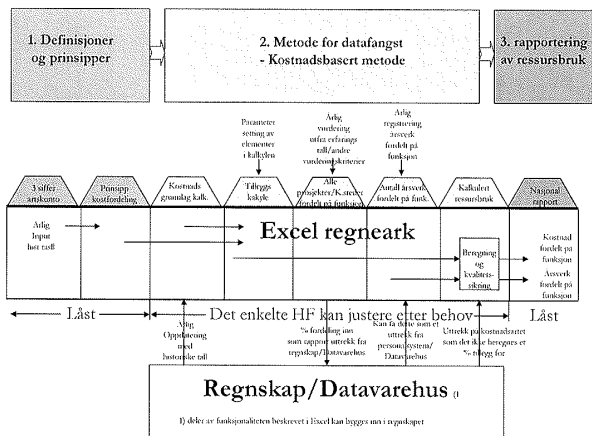 1. Definisjoner
og prinsipper
2. Metode for datafangst
- Kostnadsbasert metode
3. rapportering
av ressursbruk
Parameter
setting av
elementer
i kalkylen
Årlig
vurdering
utfra erfarings
tall/andre
vurderingskriterier
Årlig
registrering
årsverk
fordelt på
funksjon
3 siffer
artskonto
Prinsipp
kostfordeling
Kostnads
grunnlag kalk.
Tilleggs
kalkyle
Alle
prosjekter/K.steder
fordelt på funksjon
Antall årsverk
fordelt på funk.
Kalkulert
ressursbruk
Nasjonal
rapport
Årlig
Input
hist tall
Excel regneark
Beregning
og
kvalitets-
sikring
Kostnad
fordelt på
funksjon
Årsverk
fordelt på
funksjon
Låst
Det enkelte HF kan justere etter behov
Låst
Årlig
Oppdatering
med
historiske tall
% fordeling inn
som rapport uttrekk fra
regnskap/Datavarehus
Kan få dette som et
uttrekk fra
personalsystem/
Datavarehus
Uttrekk på kostnadsartet
som det ikke beregnes et
% tillegg for
Regnskap/Datavarehus (1
1) deler av funksjonaliteten beskrevet i Excel kan bygges inn i regnskapet